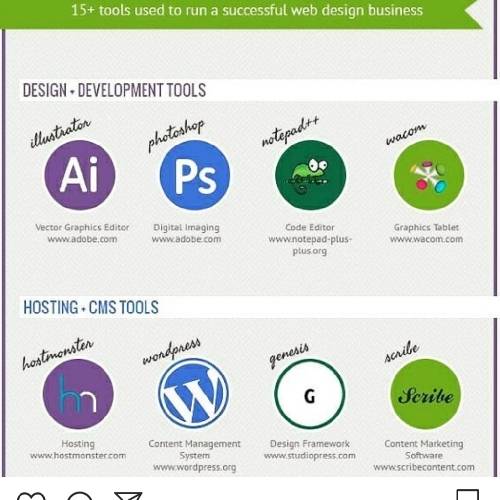 15+ tools used to run a successful web design business
DESIGN + DEVELOPMENT TOOLS
illustrator photoshop notepad++ wacom
Ai Ps
Vector Graphics Editor Digital Imaging Code Editor Graphics Tablet
www.adobe.com www.adobe.com www.notepad-plus- www.wacom.com
plus.org
HOSTING + CMS TOOLS
hostmonster wordpress genesis scribe
hm W G Scribe
Hosting Content Management Design Framework Content Marketing
www.hostmonster.com System www.studiopress.com Software
www.wordpress.org www.scribecontent.com